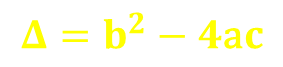 Δ = b² − 4ac